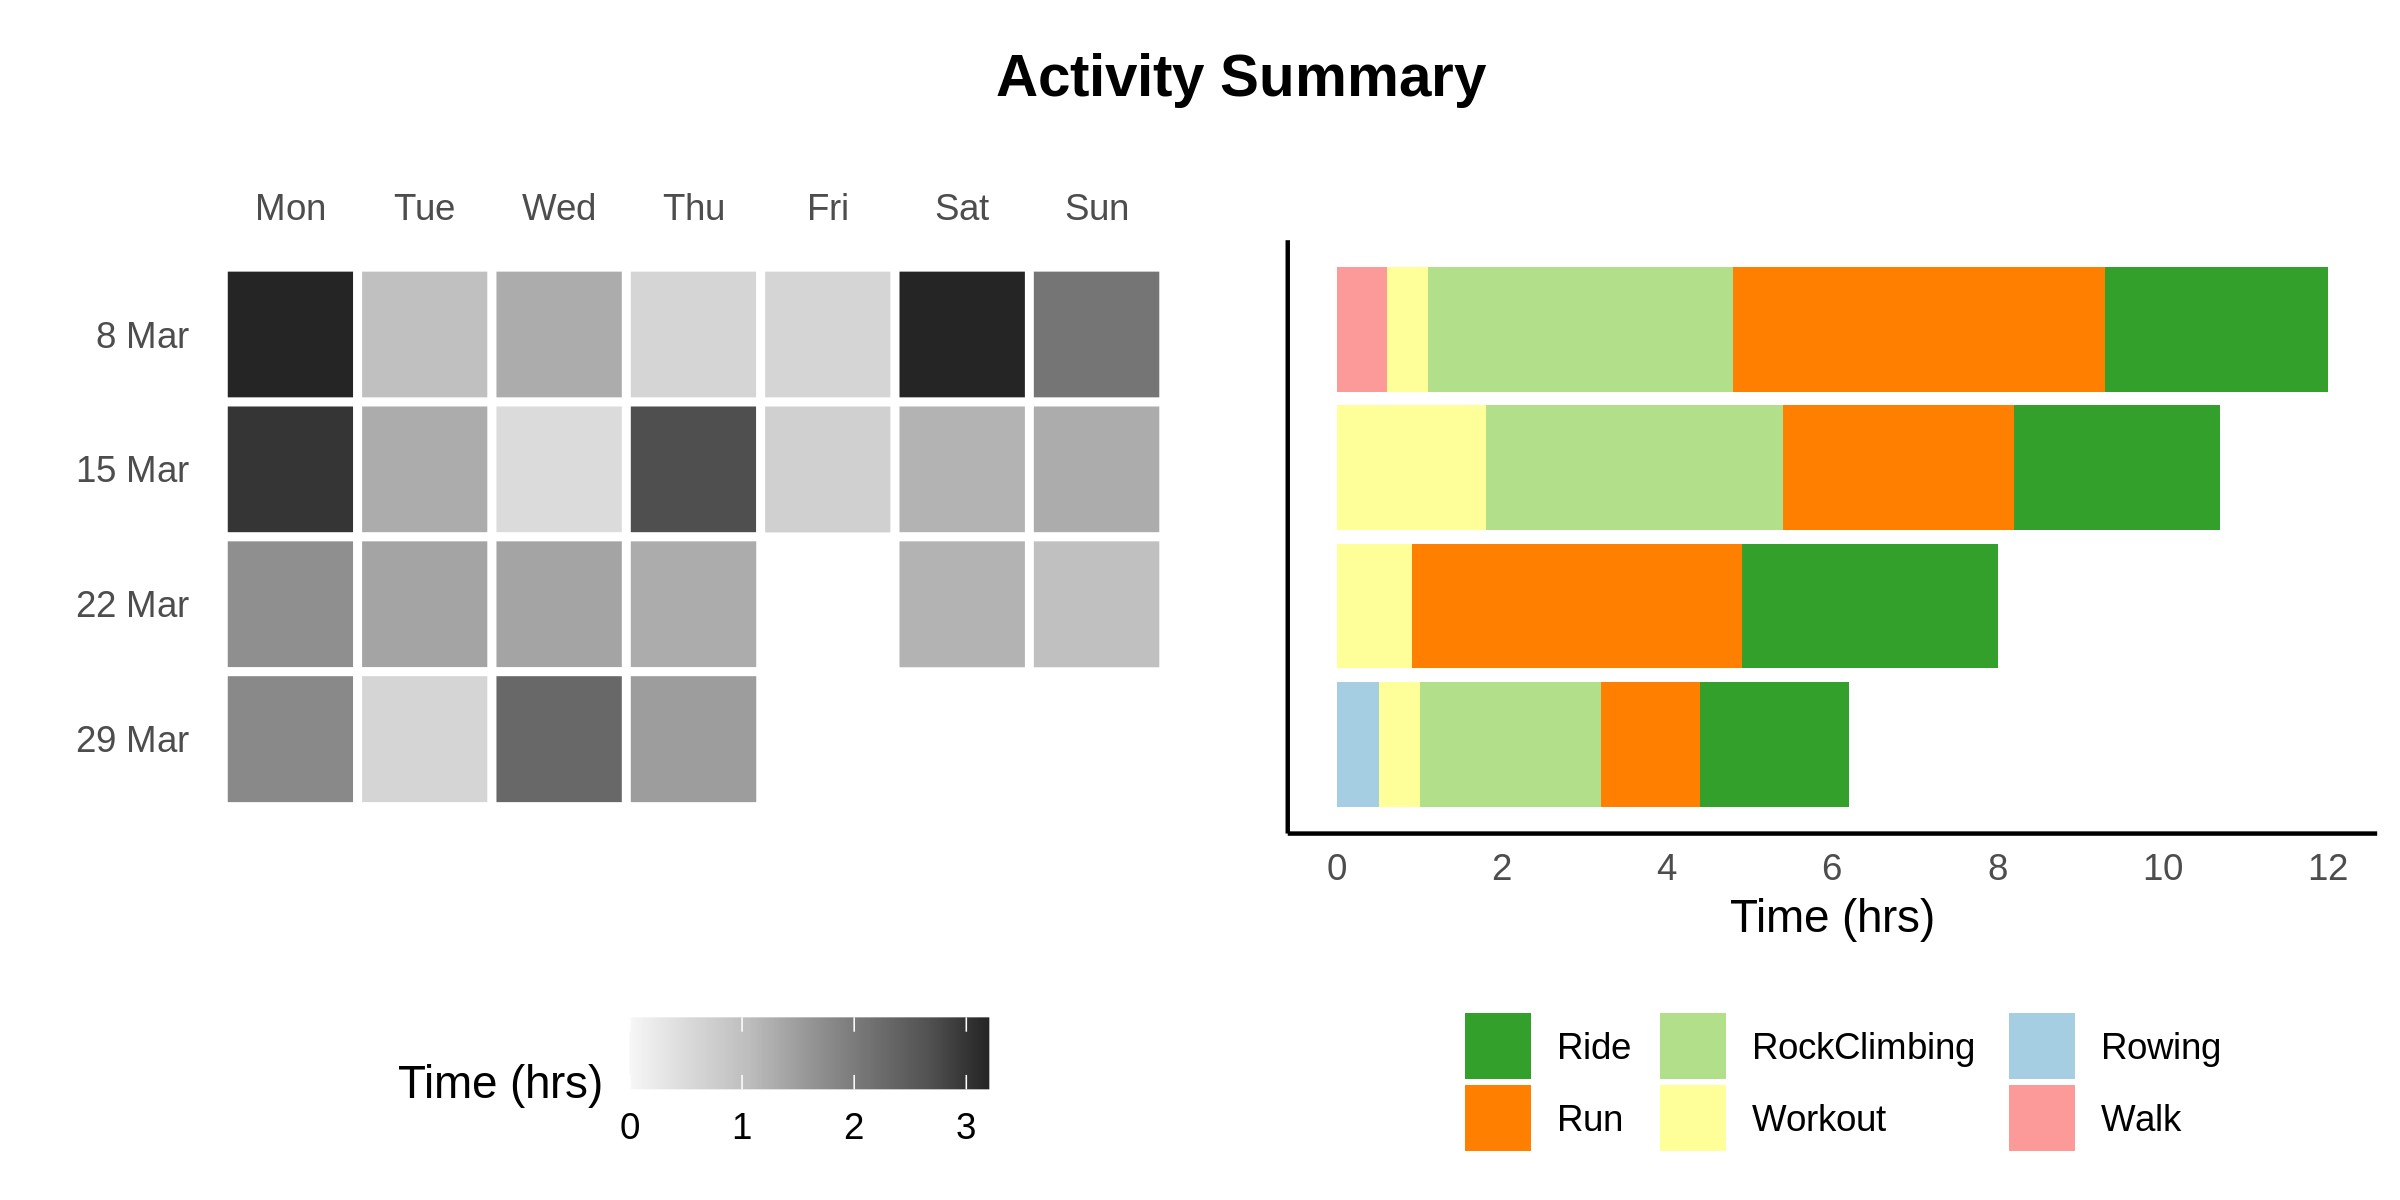 Activity Summary
Mon Tue Wed Thu Fri Sat Sun
8 Mar
15 Mar
22 Mar
29 Mar
0 2 4 6 8 10 12
Time (hrs)
Time (hrs)
0 1 2 3
Ride RockClimbing Rowing
Run Workout Walk